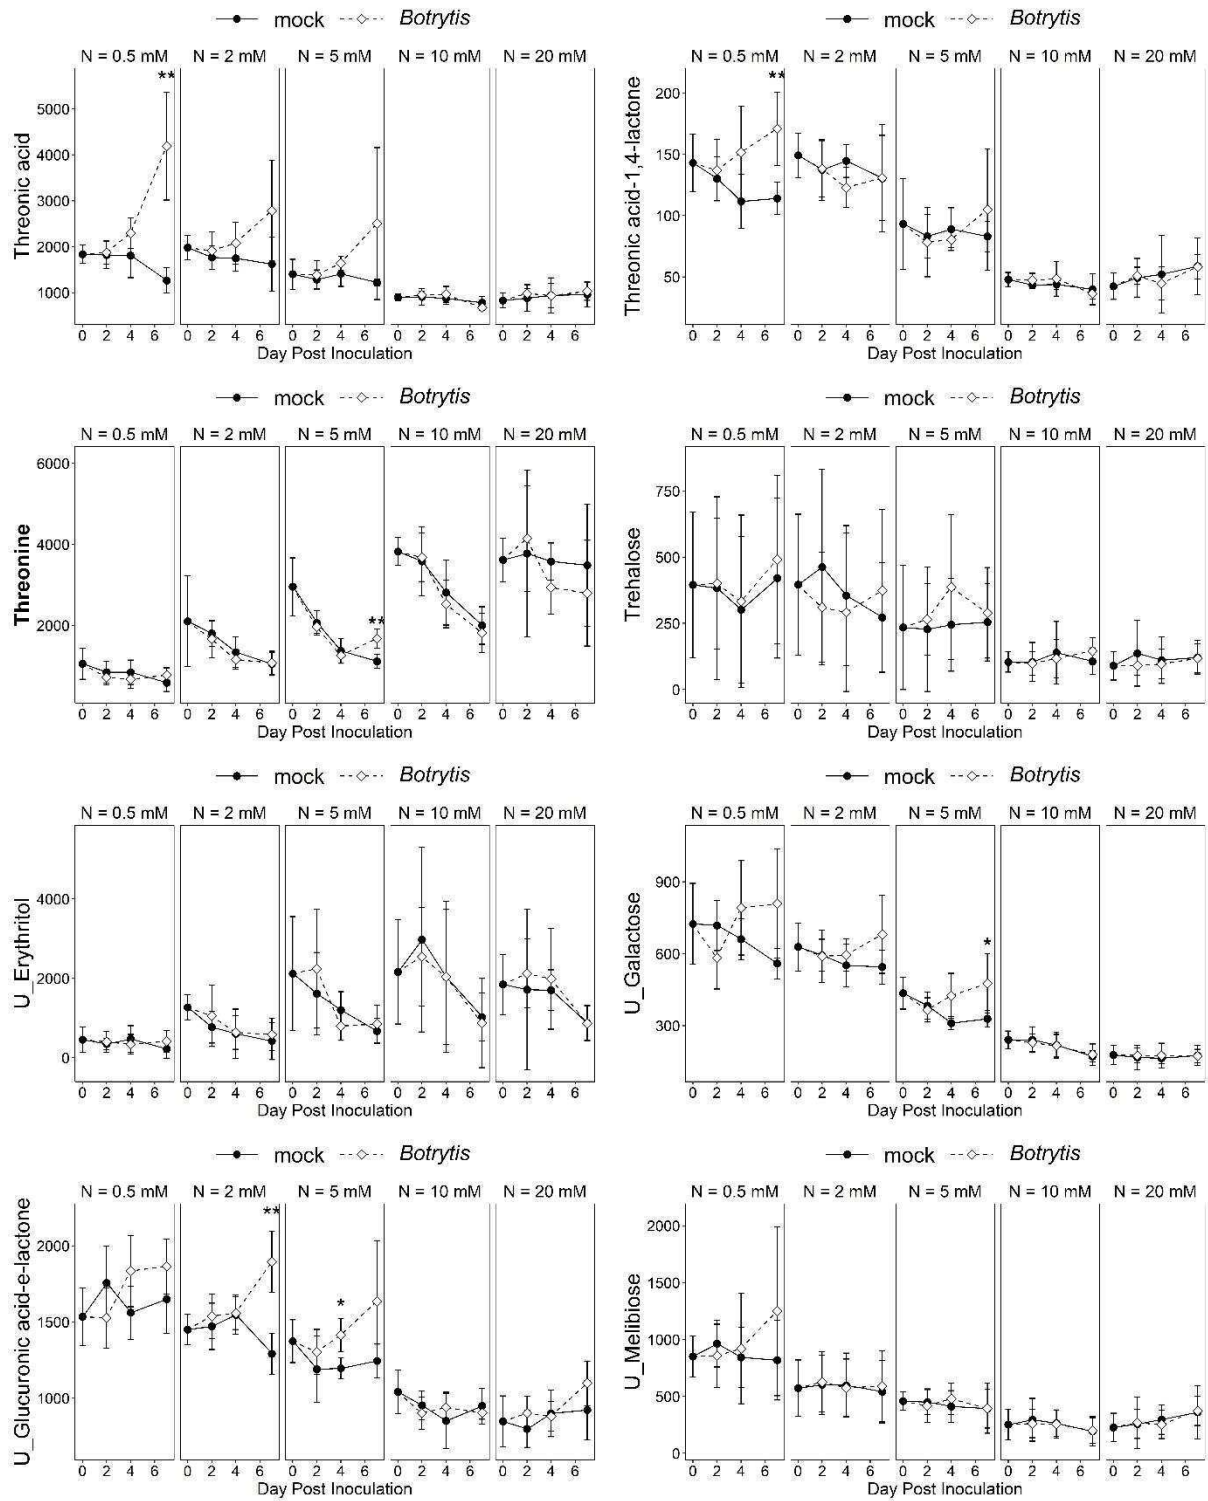 mock Botrytis
N = 0.5 mM N = 2 mM N = 5 mM N = 10 mM N = 20 mM
**
Threonic acid
5000
4000
3000
2000
1000
0 2 4 6 0 2 4 6 0 2 4 6 0 2 4 6 0 2 4 6
Day Post Inoculation
mock Botrytis
N = 0.5 mM N = 2 mM N = 5 mM N = 10 mM N = 20 mM
**
Threonic acid-1,4-lactone
200
150
100
50
0 2 4 6 0 2 4 6 0 2 4 6 0 2 4 6 0 2 4 6
Day Post Inoculation
mock Botrytis
N = 0.5 mM N = 2 mM N = 5 mM N = 10 mM N = 20 mM
Threonine
6000
4000
2000
**
0 2 4 6 0 2 4 6 0 2 4 6 0 2 4 6 0 2 4 6
Day Post Inoculation
mock Botrytis
N = 0.5 mM N = 2 mM N = 5 mM N = 10 mM N = 20 mM
Trehalose
750
500
250
0
0 2 4 6 0 2 4 6 0 2 4 6 0 2 4 6 0 2 4 6
Day Post Inoculation
mock Botrytis
N = 0.5 mM N = 2 mM N = 5 mM N = 10 mM N = 20 mM
U_Erythritol
4000
2000
0
0 2 4 6 0 2 4 6 0 2 4 6 0 2 4 6 0 2 4 6
Day Post Inoculation
mock Botrytis
N = 0.5 mM N = 2 mM N = 5 mM N = 10 mM N = 20 mM
U_Galactose
900
600
300
*
0 2 4 6 0 2 4 6 0 2 4 6 0 2 4 6 0 2 4 6
Day Post Inoculation
mock Botrytis
N = 0.5 mM N = 2 mM N = 5 mM N = 10 mM N = 20 mM
**
*
U_Glucuronic acid-e-lactone
2000
1500
1000
0 2 4 6 0 2 4 6 0 2 4 6 0 2 4 6 0 2 4 6
Day Post Inoculation
mock Botrytis
N = 0.5 mM N = 2 mM N = 5 mM N = 10 mM N = 20 mM
U_Melibiose
2000
1500
1000
500
0
0 2 4 6 0 2 4 6 0 2 4 6 0 2 4 6 0 2 4 6
Day Post Inoculation